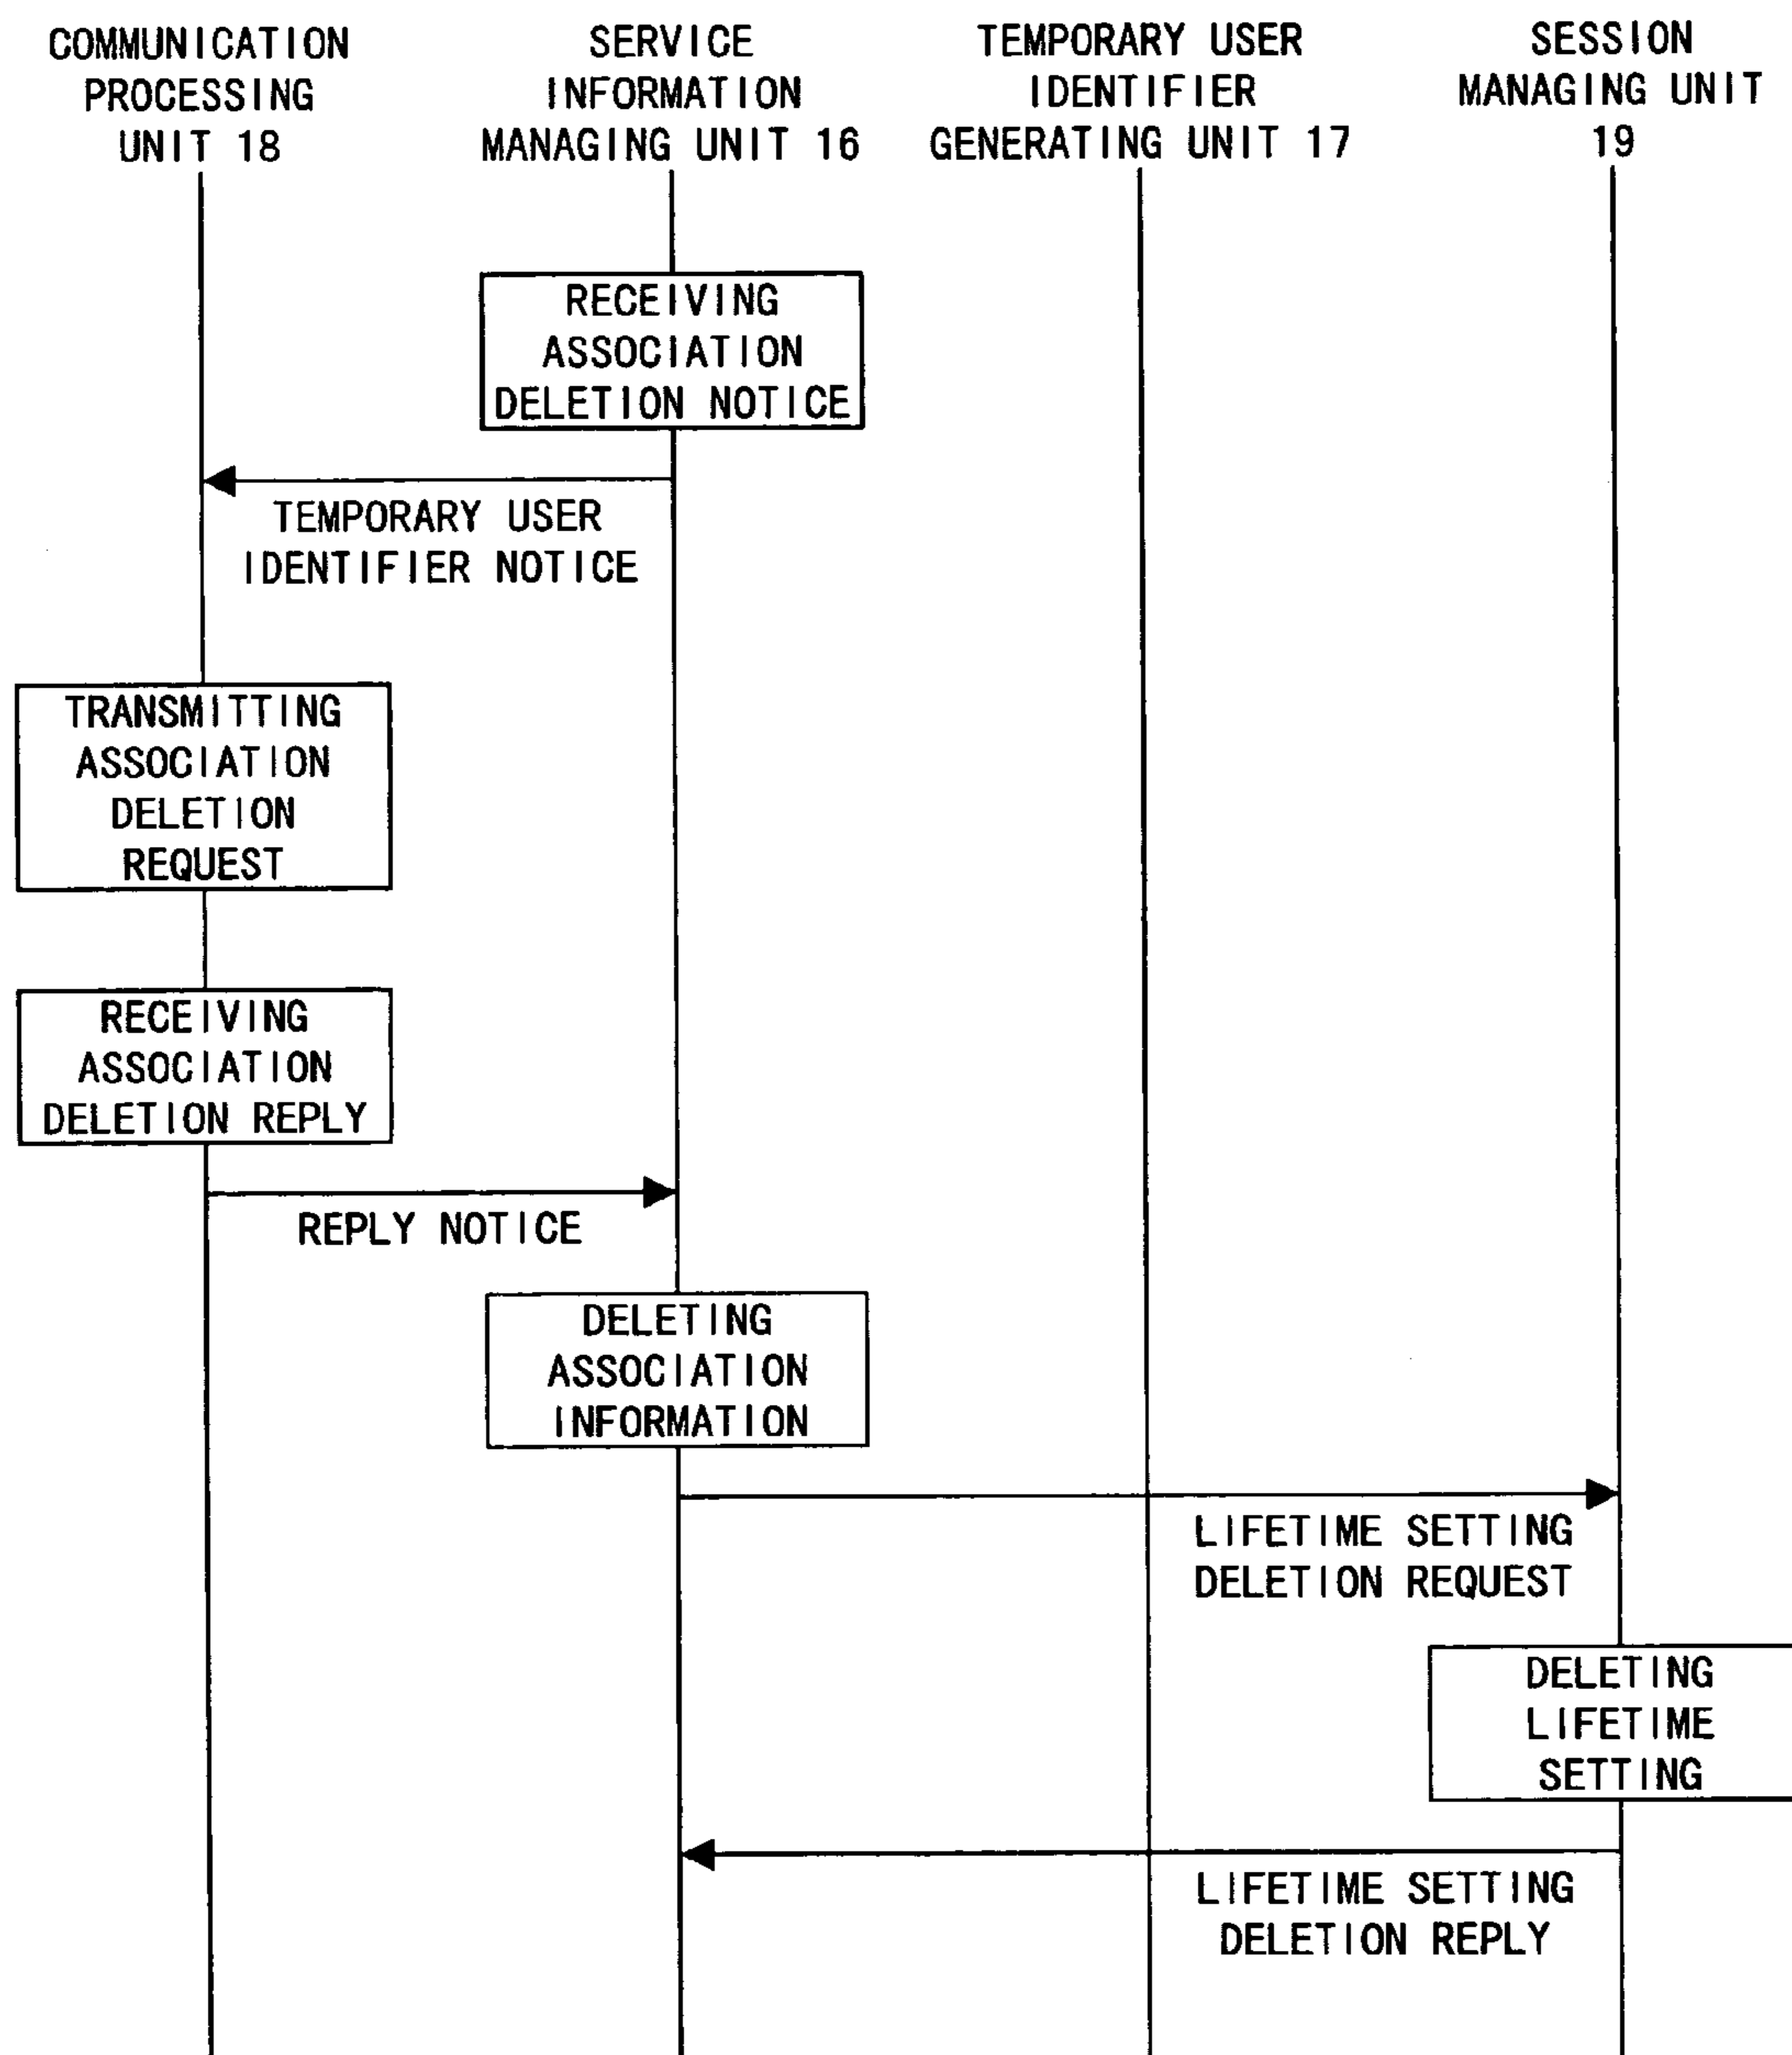 COMMUNICATION
PROCESSING
UNIT 18
SERVICE
INFORMATION
MANAGING UNIT 16
TEMPORARY USER
IDENTIFIER
GENERATING UNIT 17
SESSION
MANAGING UNIT
19
RECEIVING
ASSOCIATION
DELETION NOTICE
TEMPORARY USER
IDENTIFIER NOTICE
TRANSMITTING
ASSOCIATION
DELETION
REQUEST
RECEIVING
ASSOCIATION
DELETION REPLY
REPLY NOTICE
DELETING
ASSOCIATION
INFORMATION
LIFETIME SETTING
DELETION REQUEST
DELETING
LIFETIME
SETTING
LIFETIME SETTING
DELETION REPLY